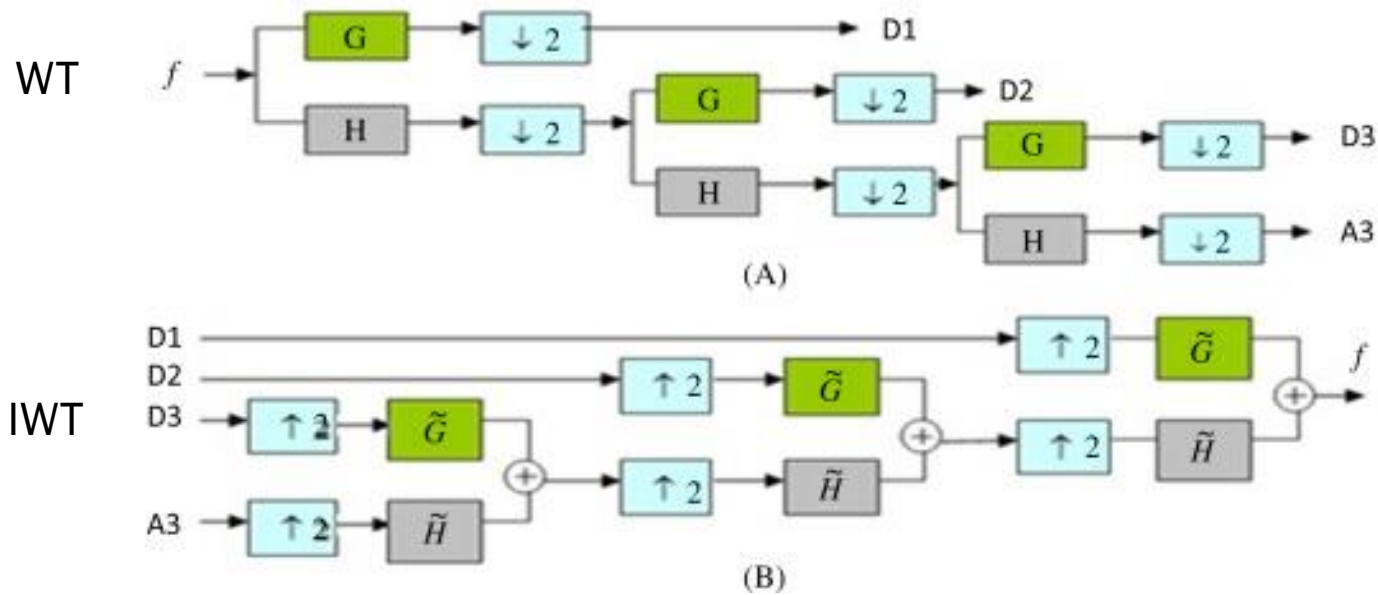 WT
f
G
↓ 2
D1
H
↓ 2
G
↓ 2
D2
H
↓ 2
G
↓ 2
D3
H
↓ 2
A3
(A)
IWT
D1
↑ 2
G̃
f
D2
↑ 2
G̃
+
D3
↑ 2
G̃
+
↑ 2
H̃
+
↑ 2
H̃
A3
↑ 2
H̃
(B)